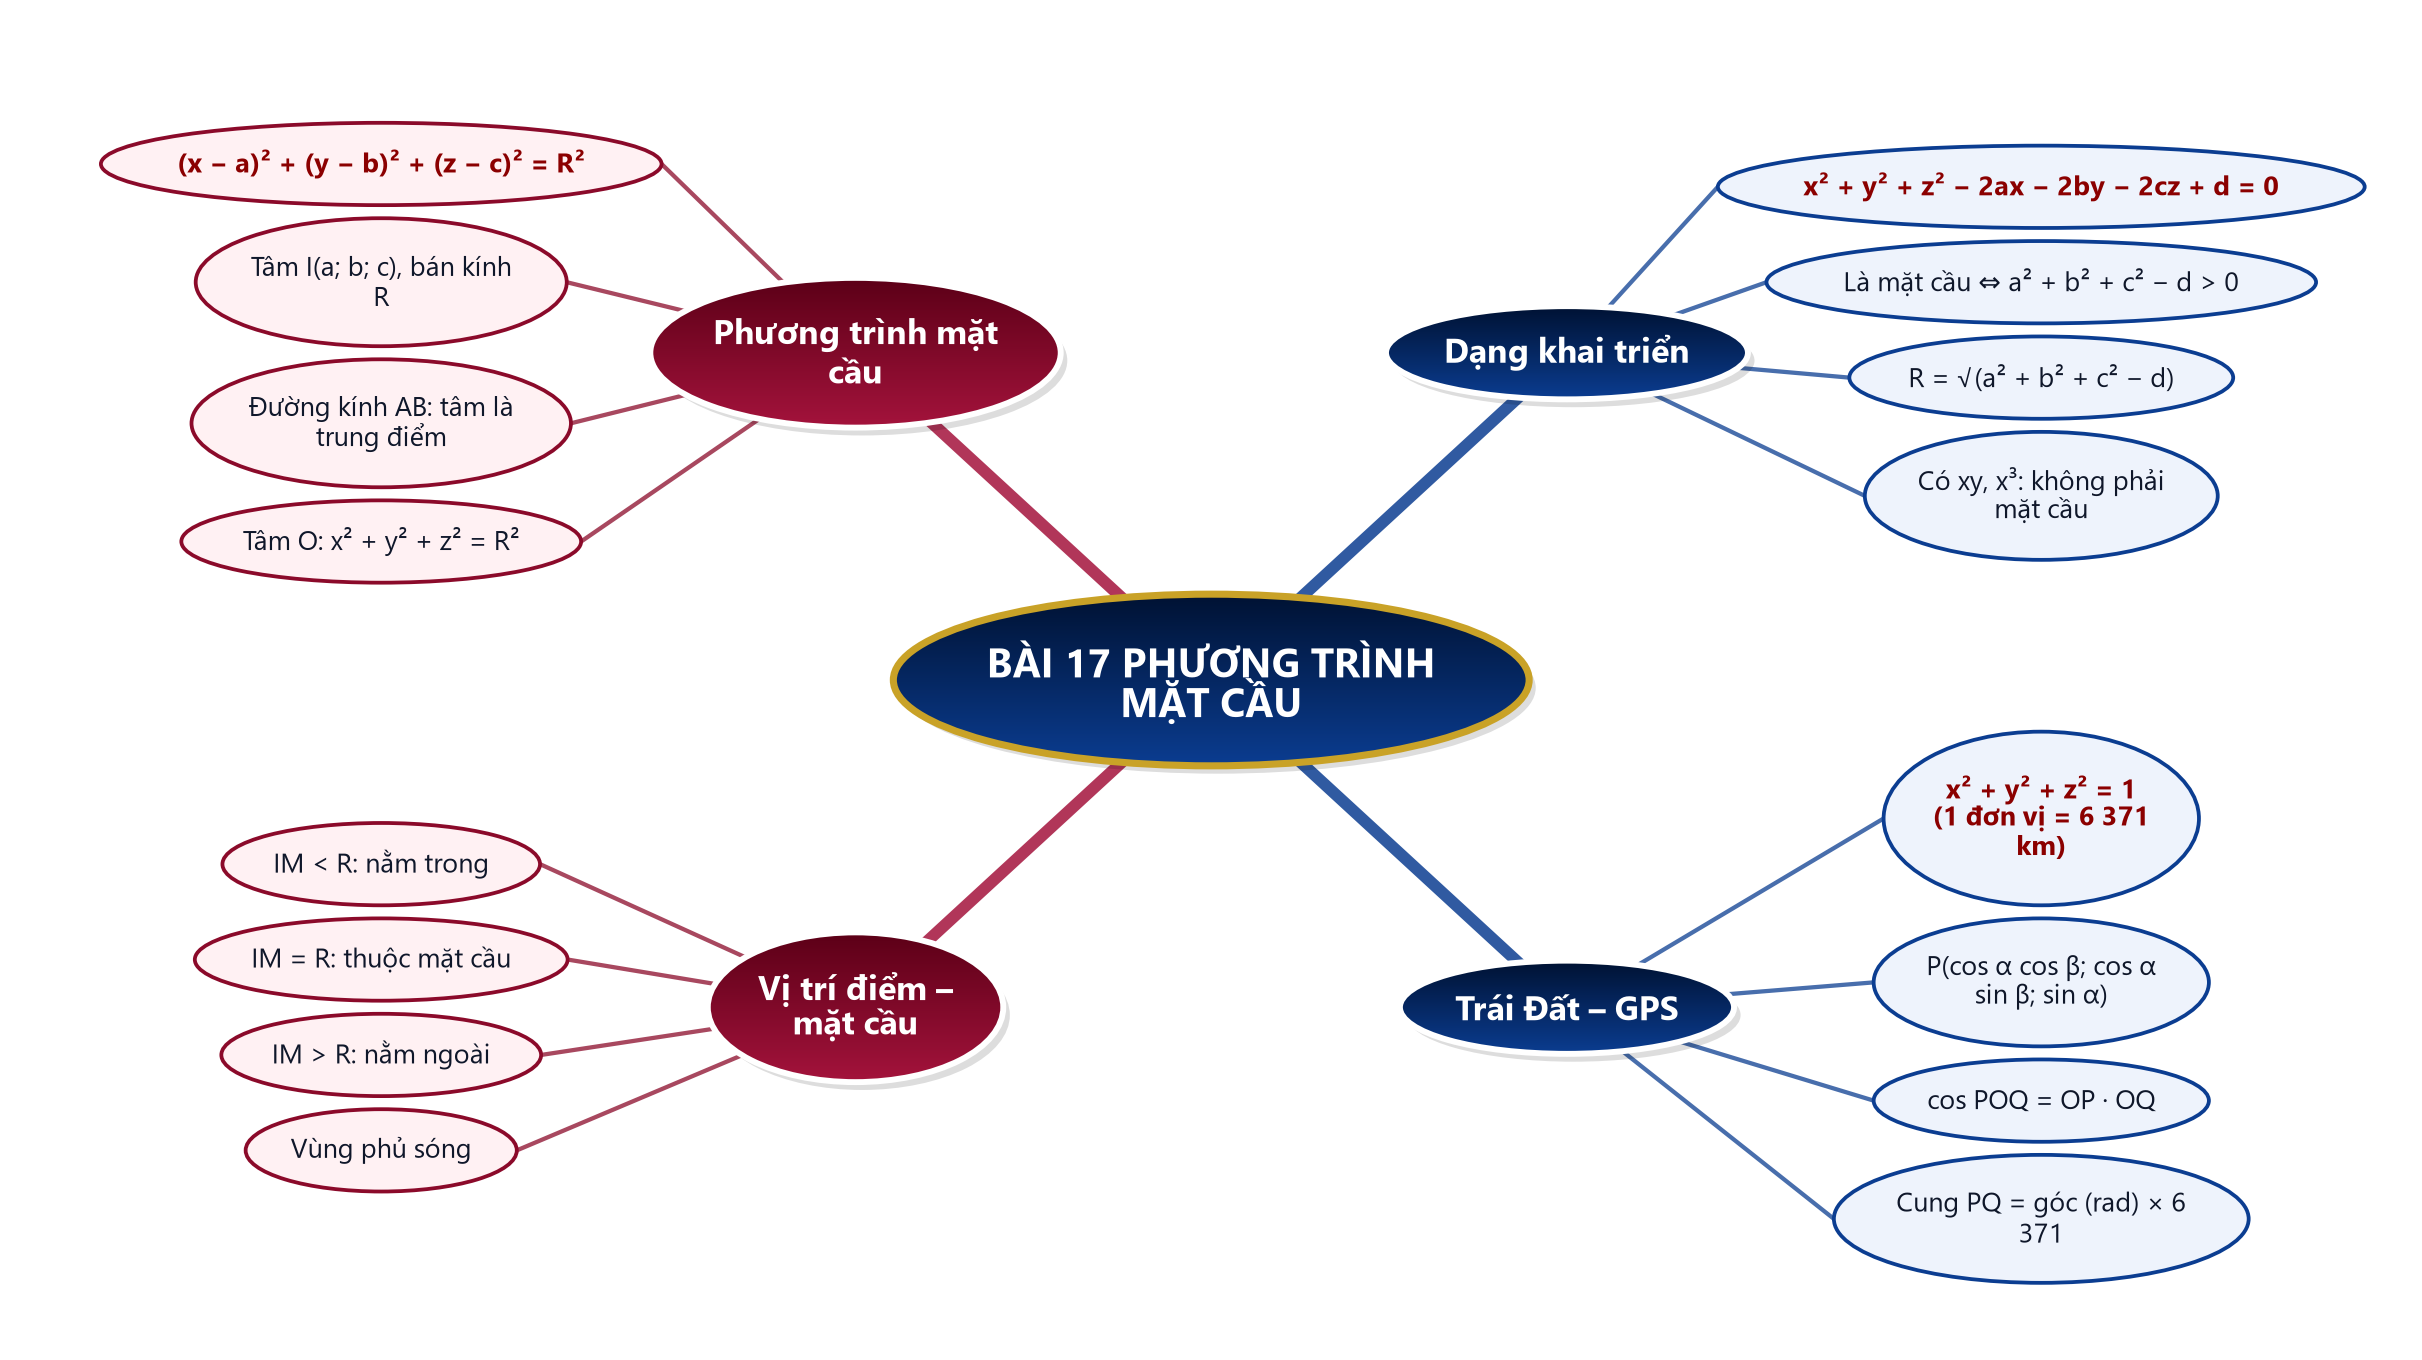 (x − a)² + (y − b)² + (z − c)² = R²
Tâm I(a; b; c), bán kính
R
Đường kính AB: tâm là
trung điểm
Tâm O: x² + y² + z² = R²
Phương trình mặt
cầu
x² + y² + z² − 2ax − 2by − 2cz + d = 0
Là mặt cầu ⇔ a² + b² + c² − d > 0
R = √(a² + b² + c² − d)
Có xy, x³: không phải
mặt cầu
Dạng khai triển
BÀI 17 PHƯƠNG TRÌNH
MẶT CẦU
IM < R: nằm trong
IM = R: thuộc mặt cầu
IM > R: nằm ngoài
Vùng phủ sóng
Vị trí điểm –
mặt cầu
x² + y² + z² = 1
(1 đơn vị = 6 371
km)
P(cos α cos β; cos α
sin β; sin α)
cos POQ = OP · OQ
Cung PQ = góc (rad) × 6
371
Trái Đất – GPS